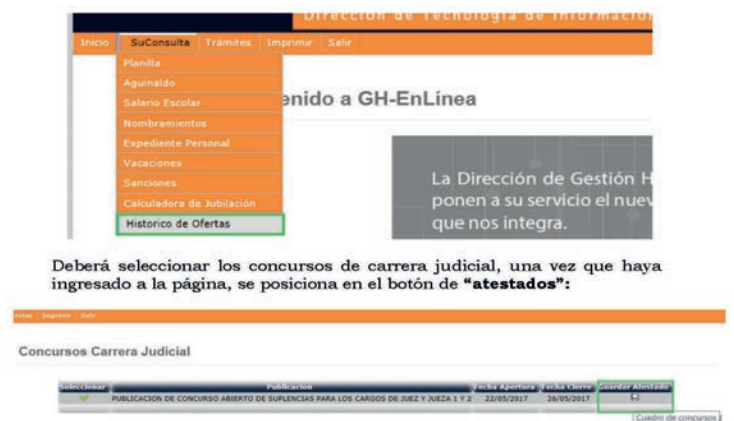 Dirección de Tecnología de Información
Inicio SuConsulta Trámites Imprimir Salir
Planilla
Aguinaldo
Salario Escolar
enido a GH-EnLínea
Nombramientos
Expediente Personal
Vacaciones
Sanciones
Calculadora de Jubilación
Historico de Ofertas
La Dirección de Gestión H
ponen a su servicio el nuev
que nos integra.
Deberá seleccionar los concursos de carrera judicial, una vez que haya
ingresado a la página, se posiciona en el botón de “atestados”:
Imprimir Salir
Concursos Carrera Judicial
Seleccionar Publicacion Fecha Apertura Fecha Cierre Guardar Atestado
PUBLICACION DE CONCURSO ABIERTO DE SUPLENCIAS PARA LOS CARGOS DE JUEZ Y JUEZA 1 Y 2 22/05/2017 26/05/2017
Cuadro de concursos